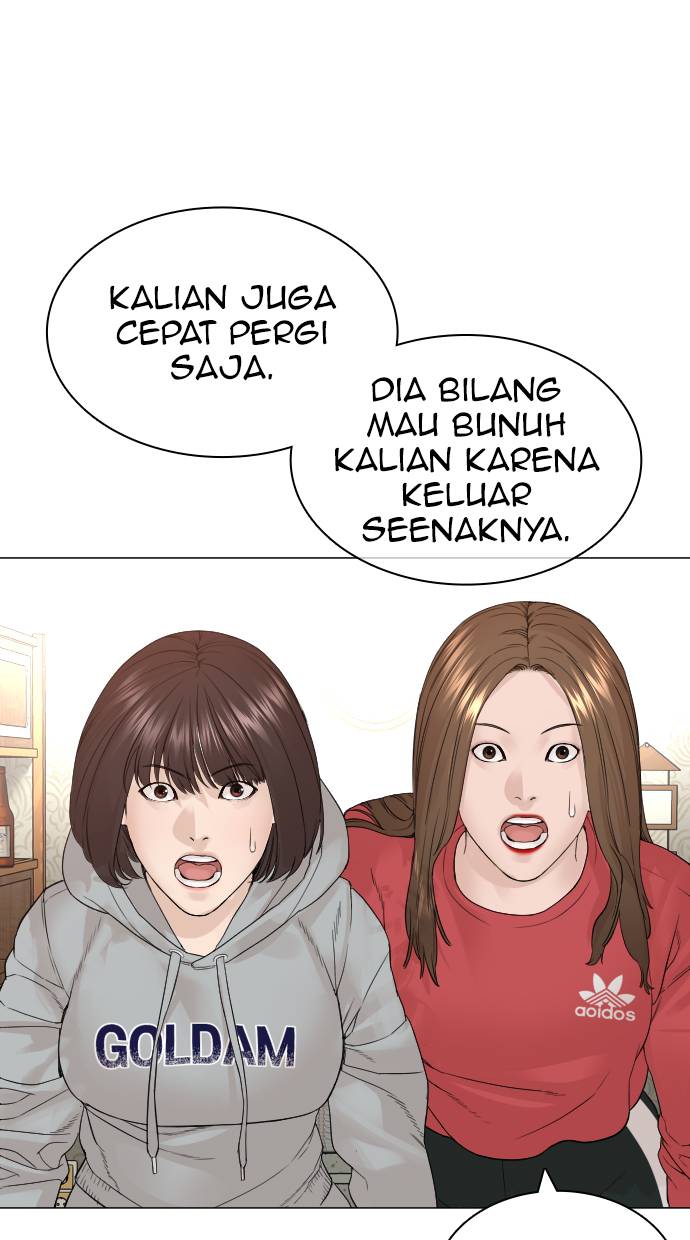 KALIAN JUGA
CEPAT PERGI
SAJA.
DIA BILANG
MAU BUNUH
KALIAN KARENA
KELUAR
SEENAKNYA.
GOLDAM
aoidos